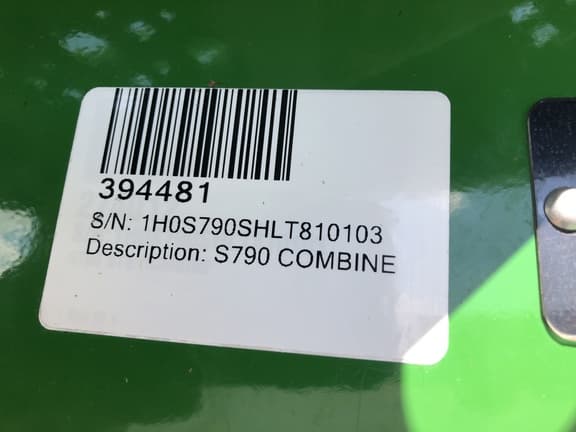 394481
S/N: 1H0S790SHLT810103
Description: S790 COMBINE